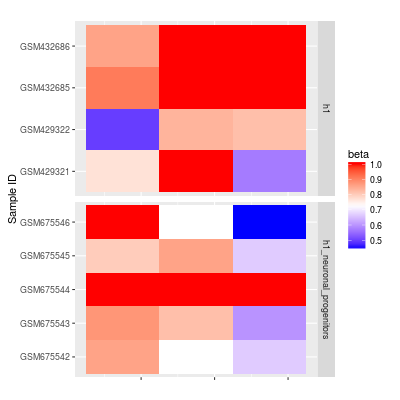 Sample ID
GSM432686
GSM432685
GSM429322
GSM429321
h1
GSM675546
GSM675545
GSM675544
GSM675543
GSM675542
h1_neuronal_progenitors
beta
1.0
0.9
0.8
0.7
0.6
0.5